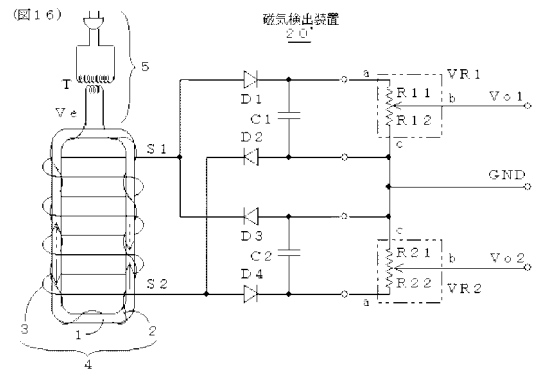 (図16)
磁気検出装置
20'
5
T
Ve
D1
a
VR1
R11
b
Vo1
C1
R12
S1
D2
c
GND
D3
c
R21
b
Vo2
C2
R22
S2
D4
a
VR2
3
1
2
4